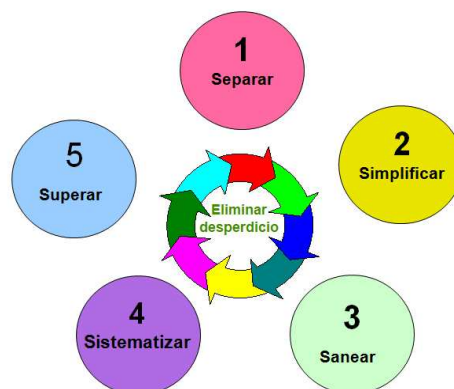 1
Separar
2
Simplificar
3
Sanear
4
Sistematizar
5
Superar
Eliminar
desperdicio